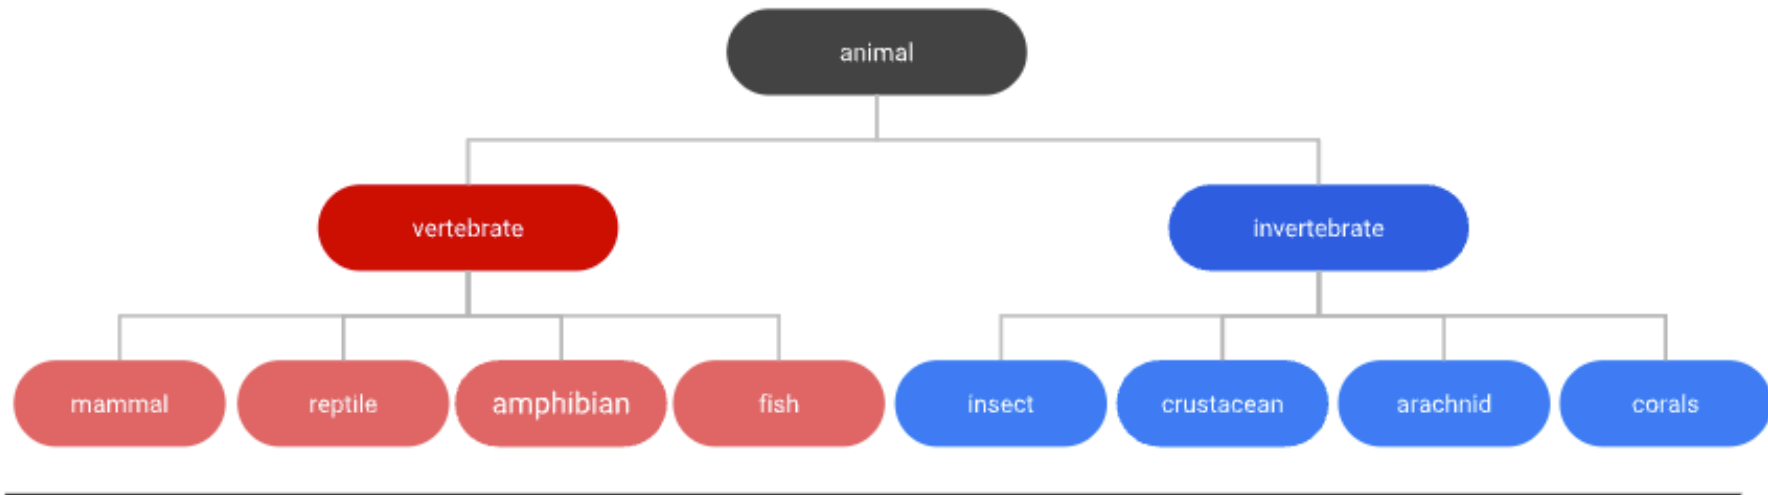 animal
vertebrate
invertebrate
mammal
reptile
amphibian
fish
insect
crustacean
arachnid
corals